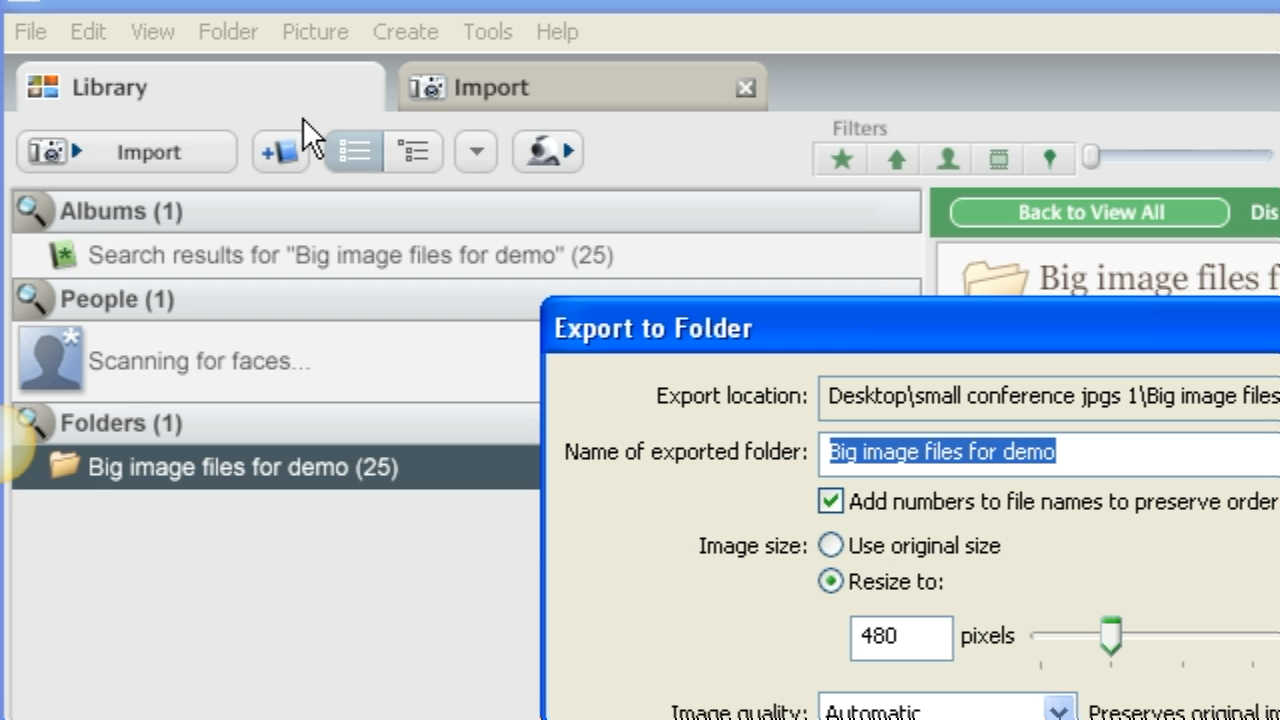 File Edit View Folder Picture Create Tools Help
Library Import
Import Filters
Back to View All Dis
Albums (1)
Search results for "Big image files for demo" (25)
Big image files f
People (1)
Scanning for faces...
Folders (1)
Big image files for demo (25)
Export to Folder
Export location: Desktop\small conference jpgs 1\Big image files
Name of exported folder: Big image files for demo
Add numbers to file names to preserve order
Image size: Use original size
Resize to:
480 pixels
Image quality: Automatic Preserves original im